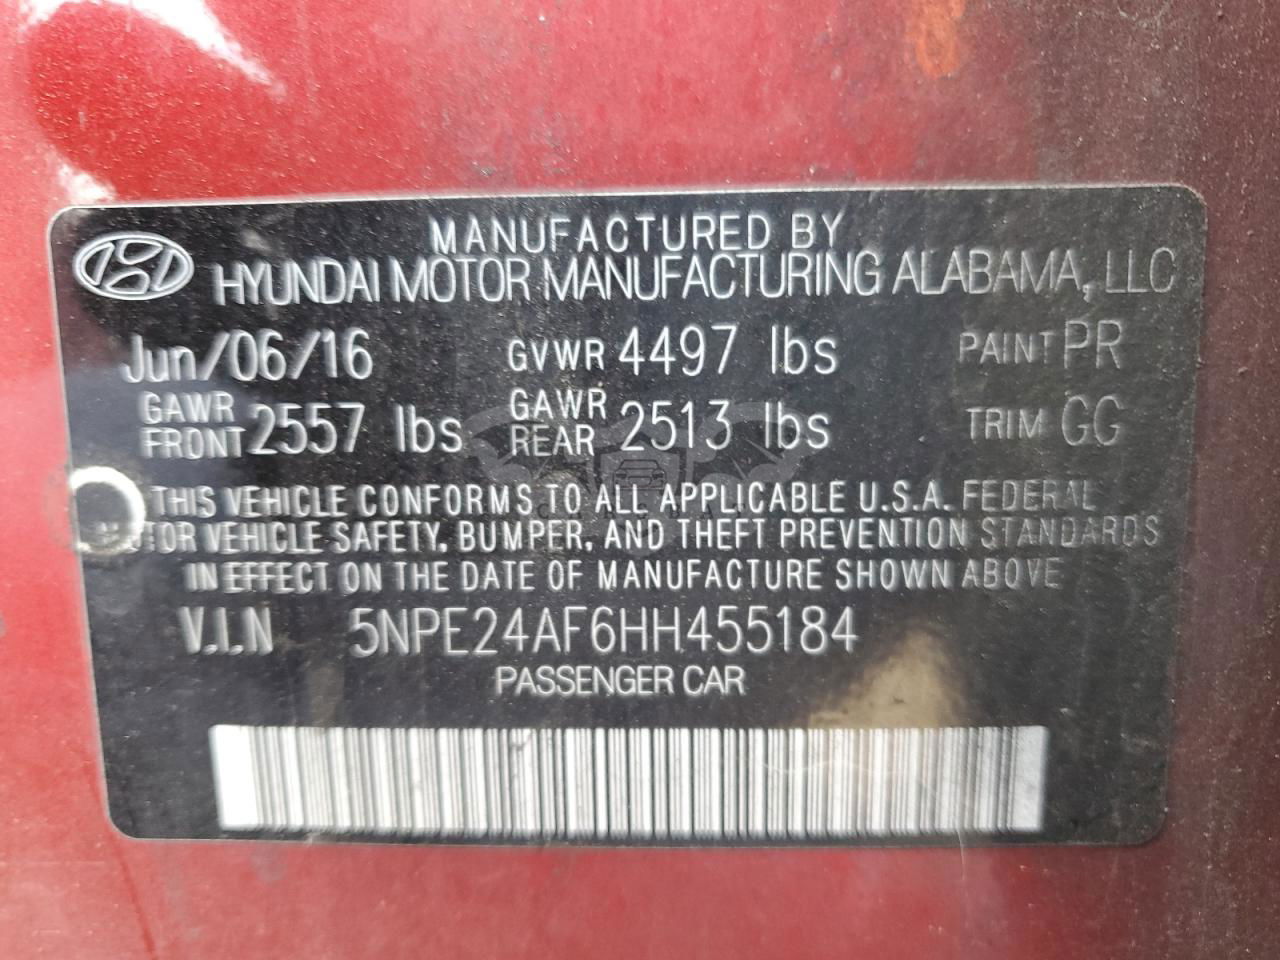 MANUFACTURED BY
HYUNDAI MOTOR MANUFACTURING ALABAMA, LLC
Jun/06/16 GVWR 4497 lbs PAINT PR
GAWR FRONT 2557 lbs GAWR REAR 2513 lbs TRIM GG
THIS VEHICLE CONFORMS TO ALL APPLICABLE U.S.A. FEDERAL
VEHICLE SAFETY, BUMPER, AND THEFT PREVENTION STANDARDS
IN EFFECT ON THE DATE OF MANUFACTURE SHOWN ABOVE
V.I.N 5NPE24AF6HH455184
PASSENGER CAR